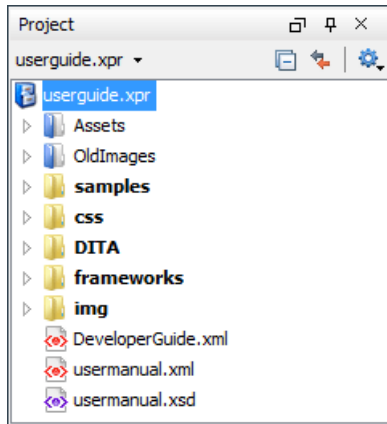 Project
userguide.xpr
userguide.xpr
Assets
OldImages
samples
css
DITA
frameworks
img
DeveloperGuide.xml
usermanual.xml
usermanual.xsd